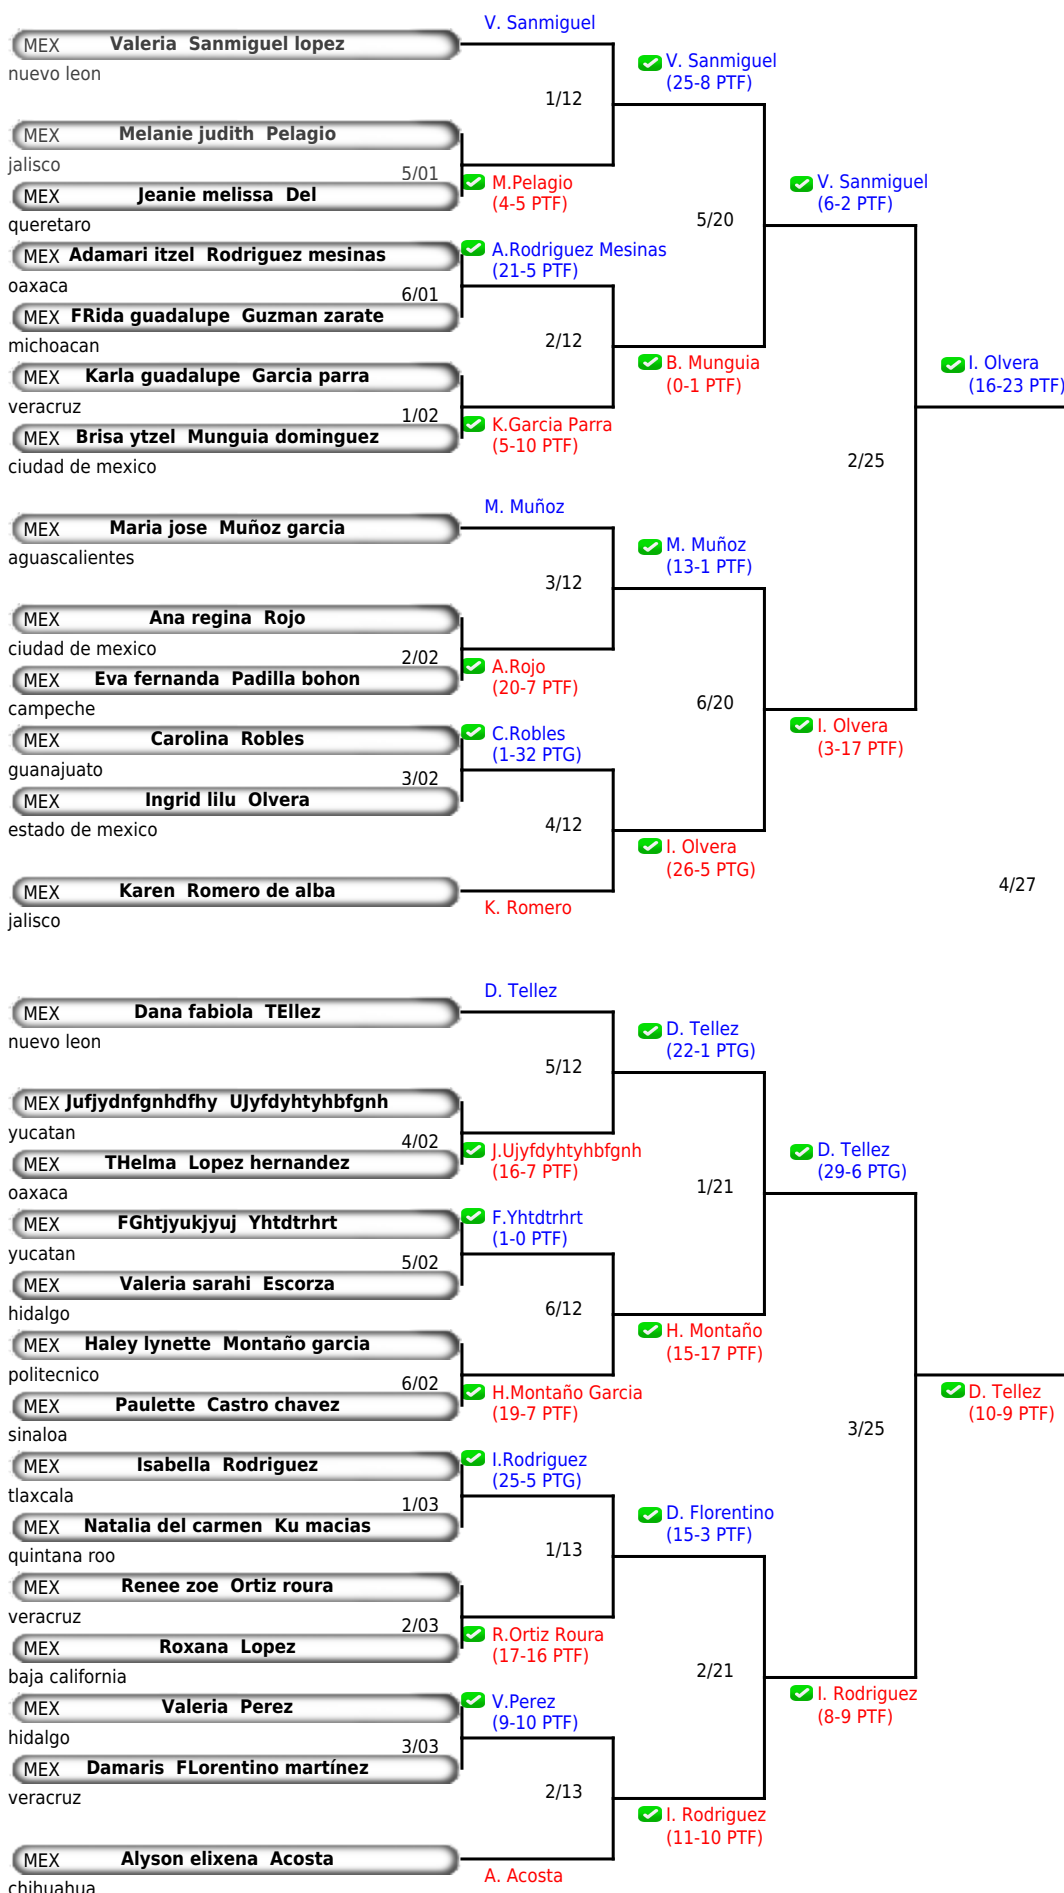 V. Sanmiguel
MEX Valeria Sanmiguel lopez
nuevo leon
V. Sanmiguel
(25-8 PTF)
1/12
MEX Melanie judith Pelagio
jalisco
5/01
M.Pelagio
(4-5 PTF)
MEX Jeanie melissa Del
queretaro
V. Sanmiguel
(6-2 PTF)
5/20
MEX Adamari itzel Rodriguez mesinas
oaxaca
A.Rodriguez Mesinas
(21-5 PTF)
6/01
MEX FRida guadalupe Guzman zarate
michoacan
2/12
B. Munguia
(0-1 PTF)
I. Olvera
(16-23 PTF)
MEX Karla guadalupe Garcia parra
veracruz
1/02
K.Garcia Parra
(5-10 PTF)
MEX Brisa ytzel Munguia dominguez
ciudad de mexico
2/25
M. Muñoz
MEX Maria jose Muñoz garcia
aguascalientes
M. Muñoz
(13-1 PTF)
3/12
MEX Ana regina Rojo
ciudad de mexico
2/02
A.Rojo
(20-7 PTF)
MEX Eva fernanda Padilla bohon
campeche
6/20
I. Olvera
(3-17 PTF)
MEX Carolina Robles
guanajuato
C.Robles
(1-32 PTG)
3/02
MEX Ingrid lilu Olvera
estado de mexico
4/12
I. Olvera
(26-5 PTG)
MEX Karen Romero de alba
jalisco
K. Romero
4/27
D. Tellez
MEX Dana fabiola TEllez
nuevo leon
D. Tellez
(22-1 PTG)
5/12
MEX Jufjydnfgnhdfhy UJyfdyhtyhbfgnh
yucatan
4/02
J.Ujyfdyhtyhbfgnh
(16-7 PTF)
MEX THelma Lopez hernandez
oaxaca
D. Tellez
(29-6 PTG)
1/21
MEX FGhtjyukjyuj Yhtdtrhrt
yucatan
F.Yhtdtrhrt
(1-0 PTF)
5/02
MEX Valeria sarahi Escorza
hidalgo
6/12
H. Montaño
(15-17 PTF)
MEX Haley lynette Montaño garcia
politecnico
6/02
H.Montaño Garcia
(19-7 PTF)
MEX Paulette Castro chavez
sinaloa
3/25
D. Tellez
(10-9 PTF)
MEX Isabella Rodriguez
tlaxcala
I.Rodriguez
(25-5 PTG)
1/03
MEX Natalia del carmen Ku macias
quintana roo
1/13
D. Florentino
(15-3 PTF)
MEX Renee zoe Ortiz roura
veracruz
2/03
R.Ortiz Roura
(17-16 PTF)
MEX Roxana Lopez
baja california
2/21
I. Rodriguez
(8-9 PTF)
MEX Valeria Perez
hidalgo
V.Perez
(9-10 PTF)
3/03
MEX Damaris FLorentino martínez
veracruz
2/13
I. Rodriguez
(11-10 PTF)
MEX Alyson elixena Acosta
chihuahua
A. Acosta